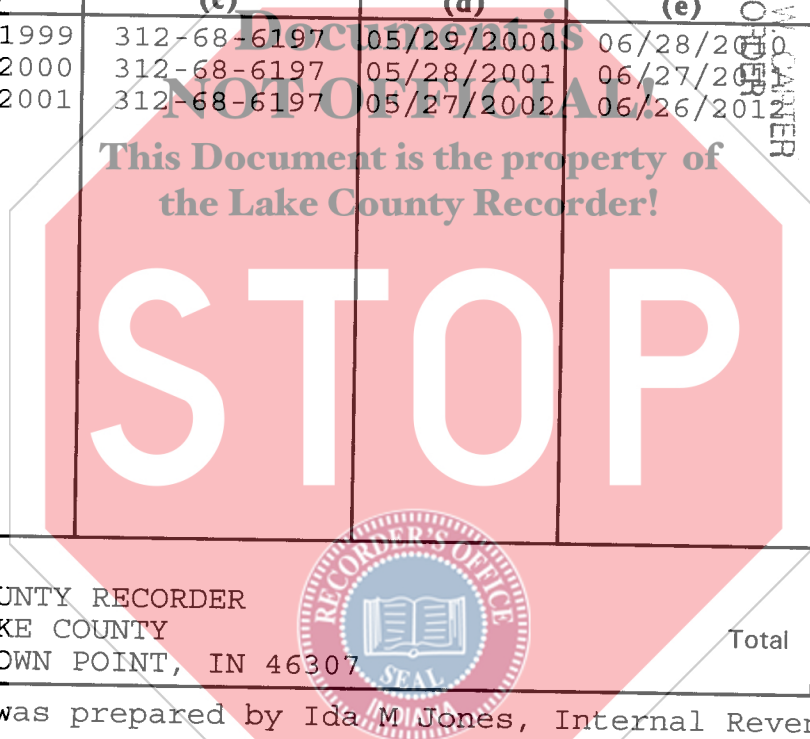 (c) (d) (e)
1999 312-68-6197 05/29/2000 06/28/2010
2000 312-68-6197 05/28/2001 06/27/2011
2001 312-68-6197 05/27/2002 06/26/2012
Document is
NOT OFFICIAL!
This Document is the property of
the Lake County Recorder!
STOP
RECORDER'S OFFICE
SEAL
INDIANA
UNTY RECORDER
KE COUNTY
OWN POINT, IN 46307
Total
was prepared by Ida M Jones, Internal Reven